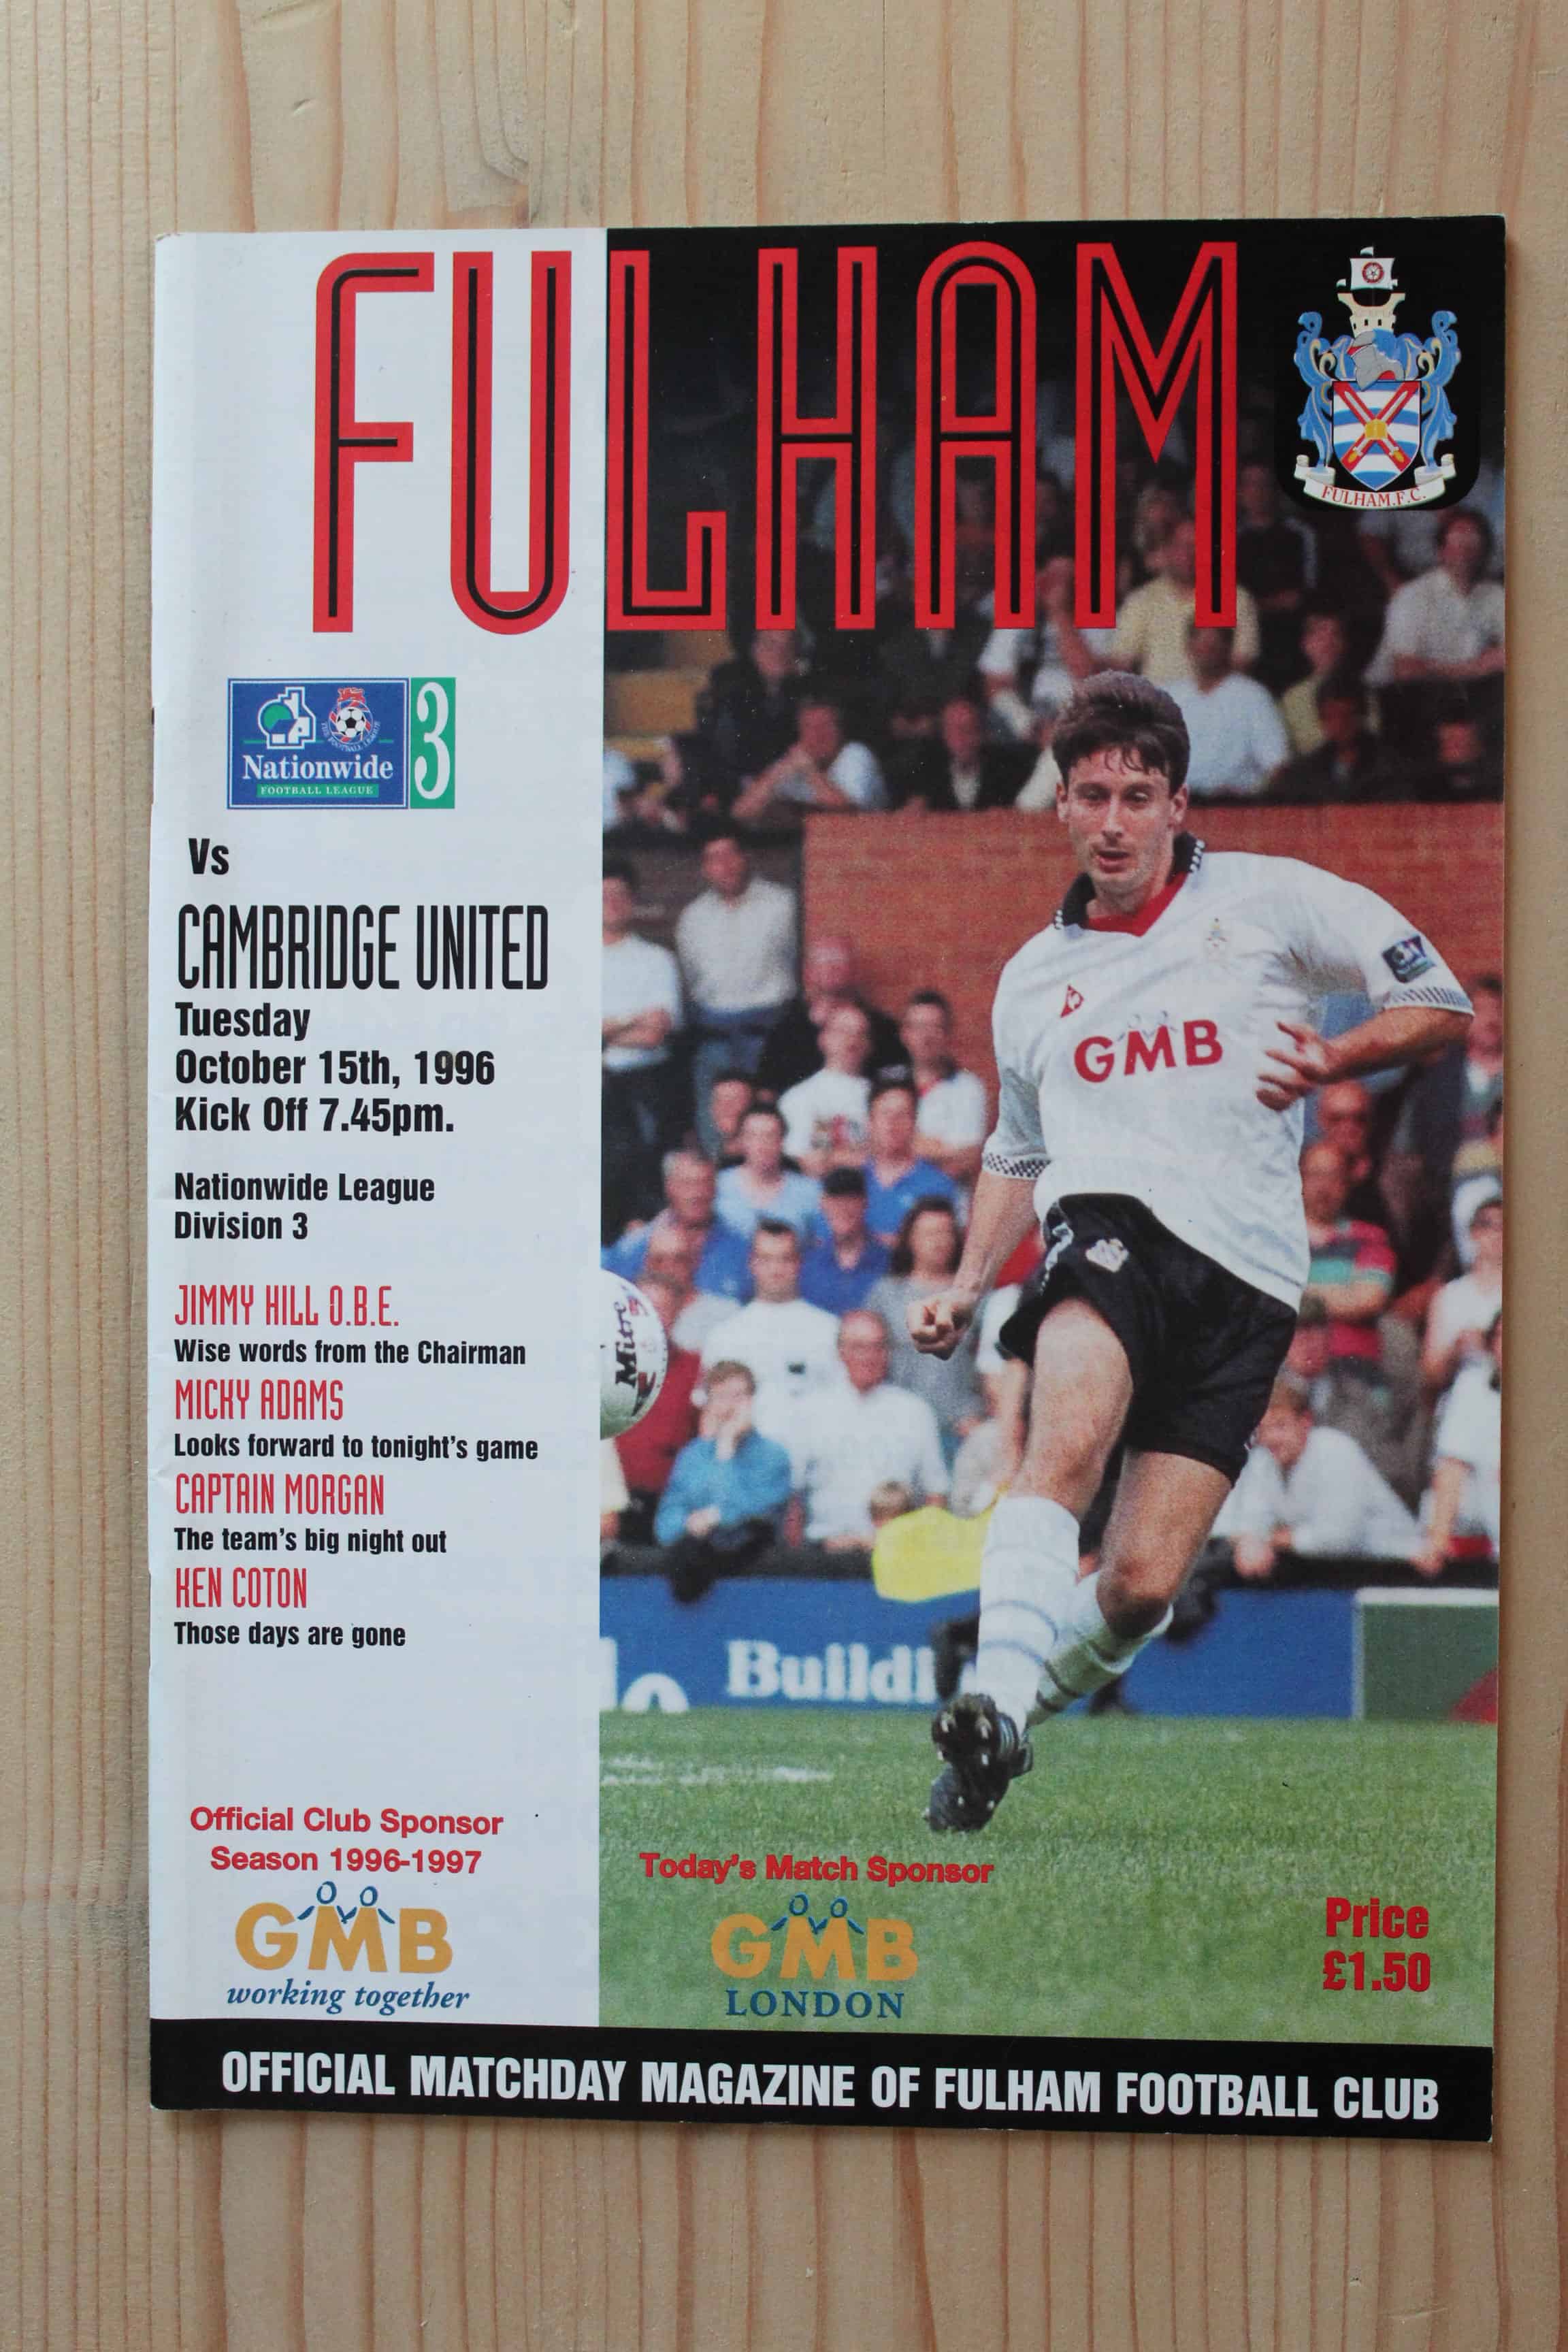 FULHAM
FULHAM.F.C.
Nationwide
FOOTBALL LEAGUE
3
Vs
CAMBRIDGE UNITED
Tuesday
October 15th, 1996
Kick Off 7.45pm.
Nationwide League
Division 3
JIMMY HILL O.B.E.
Wise words from the Chairman
MICKY ADAMS
Looks forward to tonight's game
CAPTAIN MORGAN
The team's big night out
KEN COTON
Those days are gone
GMB
Mitre
Buildi
Official Club Sponsor
Season 1996-1997
GMB
working together
Today's Match Sponsor
GMB
LONDON
Price
£1.50
OFFICIAL MATCHDAY MAGAZINE OF FULHAM FOOTBALL CLUB